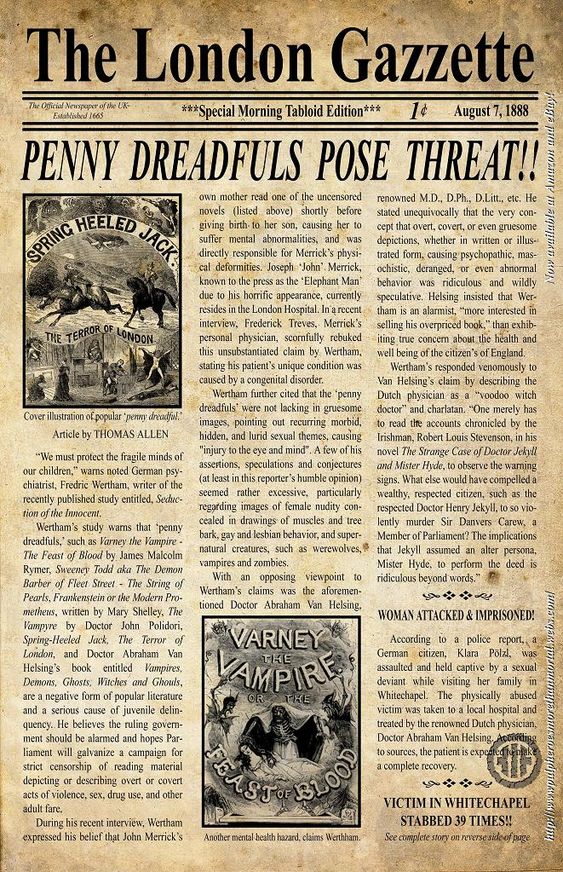 The London Gazzette
The Official Newspaper of the UK-
Established 1665
***Special Morning Tabloid Edition***
1¢
August 7, 1888
PENNY DREADFULS POSE THREAT!!
SPRING HEELED JACK.
THE TERROR OF LONDON.
Cover illustration of popular 'penny dreadful.'
Article by THOMAS ALLEN
“We must protect the fragile minds of
our children,” warns noted German psy-
chiatrist, Fredric Wertham, writer of the
recently published study entitled, Seduc-
tion of the Innocent.
Wertham's study warns that 'penny
dreadfuls,' such as Varney the Vampire -
The Feast of Blood by James Malcolm
Rymer, Sweeney Todd aka The Demon
Barber of Fleet Street - The String of
Pearls, Frankenstein or the Modern Pro-
metheus, written by Mary Shelley, The
Vampyre by Doctor John Polidori,
Spring-Heeled Jack, The Terror of
London, and Doctor Abraham Van
Helsing's book entitled Vampires,
Demons, Ghosts, Witches and Ghouls,
are a negative form of popular literature
and a serious cause of juvenile delin-
quency. He believes the ruling govern-
ment should be alarmed and hopes Par-
liament will galvanize a campaign for
strict censorship of reading material
depicting or describing overt or covert
acts of violence, sex, drug use, and other
adult fare.
During his recent interview, Wertham
expressed his belief that John Merrick's
own mother read one of the uncensored
novels (listed above) shortly before
giving birth to her son, causing her to
suffer mental abnormalities, and was
directly responsible for Merrick's physi-
cal deformities. Joseph 'John' Merrick,
known to the press as the 'Elephant Man'
due to his horrific appearance, currently
resides in the London Hospital. In a recent
interview, Frederick Treves, Merrick's
personal physician, scornfully rebuked
this unsubstantiated claim by Wertham,
stating his patient's unique condition was
caused by a congenital disorder.
Wertham further cited that the 'penny
dreadfuls' were not lacking in gruesome
images, pointing out recurring morbid,
hidden, and lurid sexual themes, causing
"injury to the eye and mind". A few of his
assertions, speculations and conjectures
(at least in this reporter's humble opinion)
seemed rather excessive, particularly
regarding images of female nudity con-
cealed in drawings of muscles and tree
bark, gay and lesbian behavior, and super-
natural creatures, such as werewolves,
vampires and zombies.
With an opposing viewpoint to
Wertham's claims was the aforemen-
tioned Doctor Abraham Van Helsing,
VARNEY
THE
VAMPIRE
OR THE
FEAST OF BLOOD
Another mental-health hazard, claims Werthham.
renowned M.D., D.Ph., D.Litt., etc. He
stated unequivocally that the very con-
cept that overt, covert, or even gruesome
depictions, whether in written or illus-
trated form, causing psychopathic, mas-
ochistic, deranged, or even abnormal
behavior was ridiculous and wildly
speculative. Helsing insisted that Wer-
tham is an alarmist, “more interested in
selling his overpriced book,” than exhib-
iting true concern about the health and
well being of the citizen's of England.
Wertham's responded venomously to
Van Helsing's claim by describing the
Dutch physician as a “voodoo witch
doctor” and charlatan. “One merely has
to read the accounts chronicled by the
Irishman, Robert Louis Stevenson, in his
novel The Strange Case of Doctor Jekyll
and Mister Hyde, to observe the warning
signs. What else would have compelled a
wealthy, respected citizen, such as the
respected Doctor Henry Jekyll, to so vio-
lently murder Sir Danvers Carew, a
Member of Parliament? The implications
that Jekyll assumed an alter persona,
Mister Hyde, to perform the deed is
ridiculous beyond words.”
WOMAN ATTACKED & IMPRISONED!
According to a police report, a
German citizen, Klara Pölzl, was
assaulted and held captive by a sexual
deviant while visiting her family in
Whitechapel. The physically abused
victim was taken to a local hospital and
treated by the renowned Dutch physician,
Doctor Abraham Van Helsing. According
to sources, the patient is expected to make
a complete recovery.
VICTIM IN WHITECHAPEL
STABBED 39 TIMES!!
See complete story on reverse side of page
Now available at Amazon and eBay!